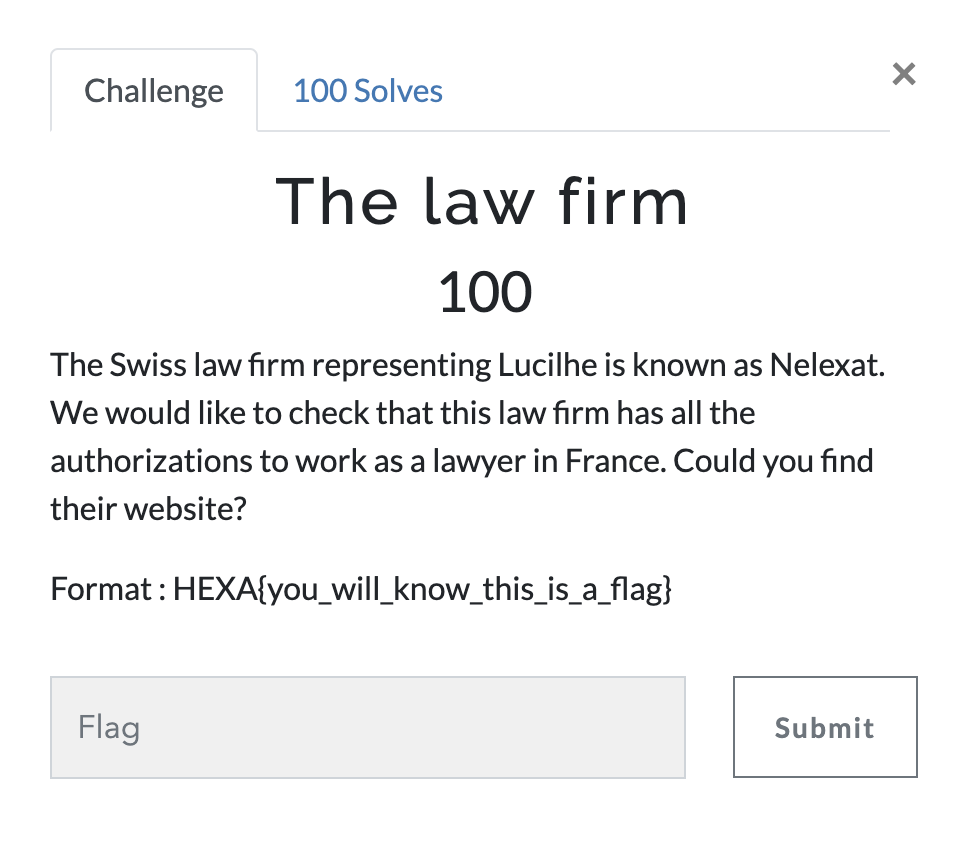 Challenge
100 Solves
×
The law firm
100
The Swiss law firm representing Lucilhe is known as Nelexat.
We would like to check that this law firm has all the
authorizations to work as a lawyer in France. Could you find
their website?
Format : HEXA{you_will_know_this_is_a_flag}
Flag
Submit